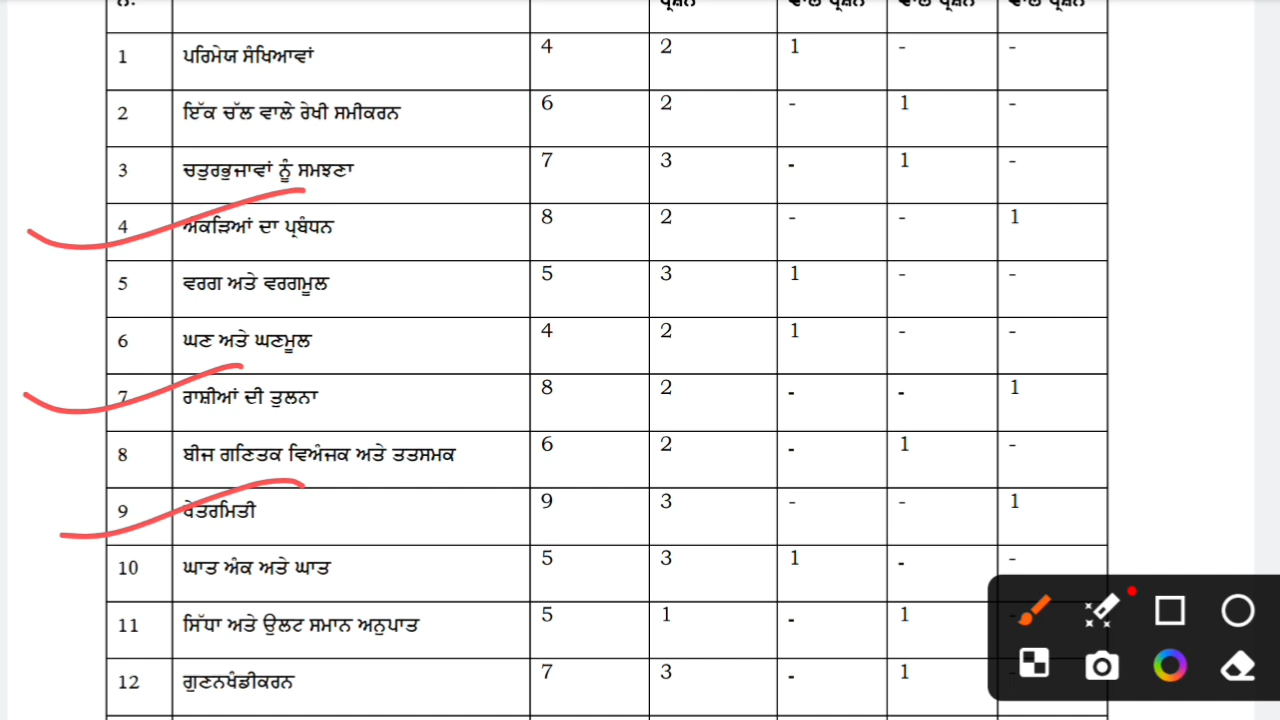 1 ਪਰਿਮੇਯ ਸੰਖਿਆਵਾਂ 4 2 1 - -
2 ਇੱਕ ਚੱਲ ਵਾਲੇ ਰੇਖੀ ਸਮੀਕਰਨ 6 2 - 1 -
3 ਚਤੁਰਭੁਜਾਵਾਂ ਨੂੰ ਸਮਝਣਾ 7 3 - 1 -
4 ਅੰਕੜਿਆਂ ਦਾ ਪ੍ਰਬੰਧਨ 8 2 - - 1
5 ਵਰਗ ਅਤੇ ਵਰਗਮੂਲ 5 3 1 - -
6 ਘਣ ਅਤੇ ਘਣਮੂਲ 4 2 1 - -
7 ਰਾਸ਼ੀਆਂ ਦੀ ਤੁਲਨਾ 8 2 - - 1
8 ਬੀਜ ਗਣਿਤਕ ਵਿਅੰਜਕ ਅਤੇ ਤਤਸਮਕ 6 2 - 1 -
9 ਖੇਤਰਮਿਤੀ 9 3 - - 1
10 ਘਾਤ ਅੰਕ ਅਤੇ ਘਾਤ 5 3 1 - -
11 ਸਿੱਧਾ ਅਤੇ ਉਲਟ ਸਮਾਨ ਅਨੁਪਾਤ 5 1 - 1 -
12 ਗੁਣਨਖੰਡੀਕਰਨ 7 3 - 1 -